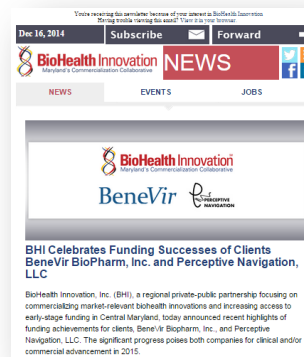 You're receiving this newsletter because of your interest in BioHealth Innovation
Having trouble viewing this email? View it in your browser.
Dec 16, 2014 Subscribe Forward
BioHealth Innovation NEWS
Maryland's Commercialization Collaborative
NEWS EVENTS JOBS
BioHealth Innovation
Maryland's Commercialization Collaborative
BeneVir PERCEPTIVE
NAVIGATION
BHI Celebrates Funding Successes of Clients
BeneVir BioPharm, Inc. and Perceptive Navigation,
LLC
BioHealth Innovation, Inc. (BHI), a regional private-public partnership focusing on
commercializing market-relevant biohealth innovations and increasing access to
early-stage funding in Central Maryland, today announced recent highlights of
funding achievements for clients, BeneVir Biopharm, Inc., and Perceptive
Navigation, LLC. The significant progress poises both companies for clinical and/or
commercial advancement in 2015.